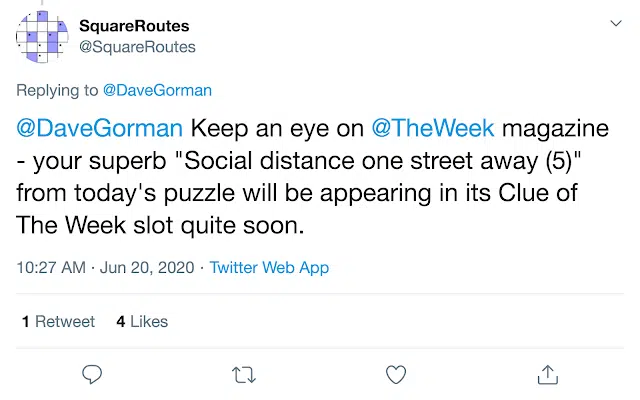 SquareRoutes
@SquareRoutes
Replying to @DaveGorman
@DaveGorman Keep an eye on @TheWeek magazine
- your superb "Social distance one street away (5)"
from today's puzzle will be appearing in its Clue of
The Week slot quite soon.
10:27 AM · Jun 20, 2020 · Twitter Web App
1 Retweet 4 Likes